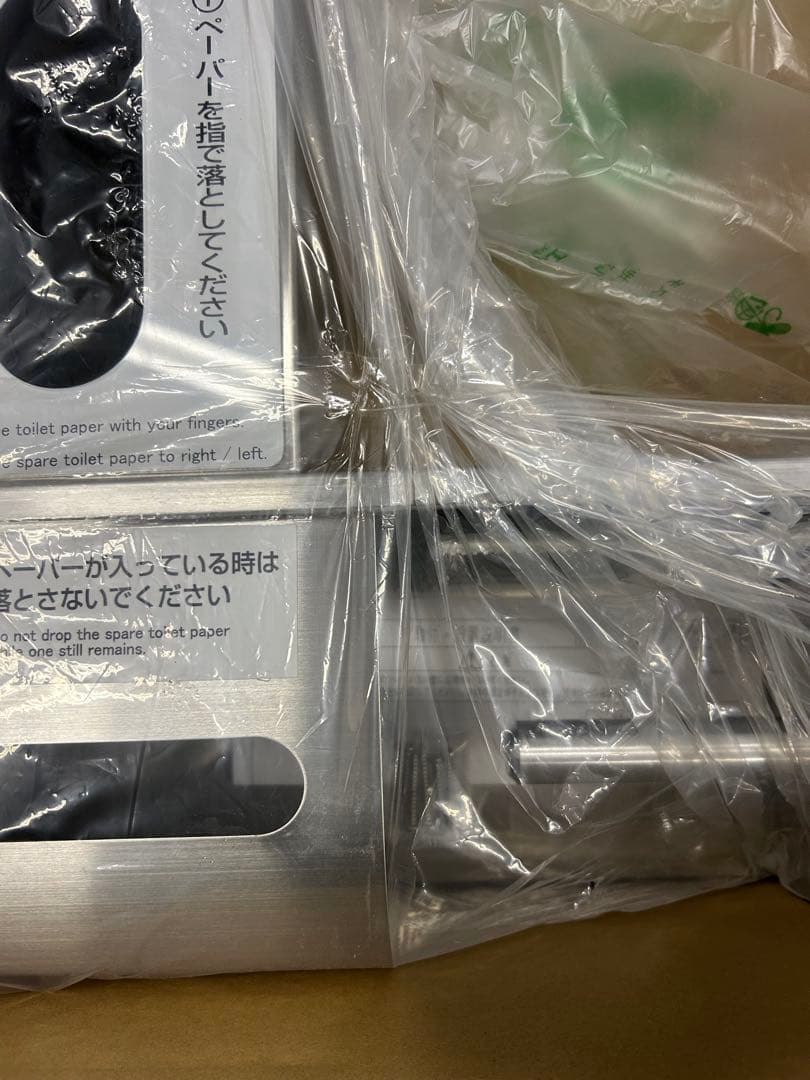 ①ペーパーを指で落としてください
e toilet paper with your fingers.
e spare toilet paper to right / left.
ペーパーが入っている時は
落とさないでください
o not drop the spare toilet paper
hile one still remains.